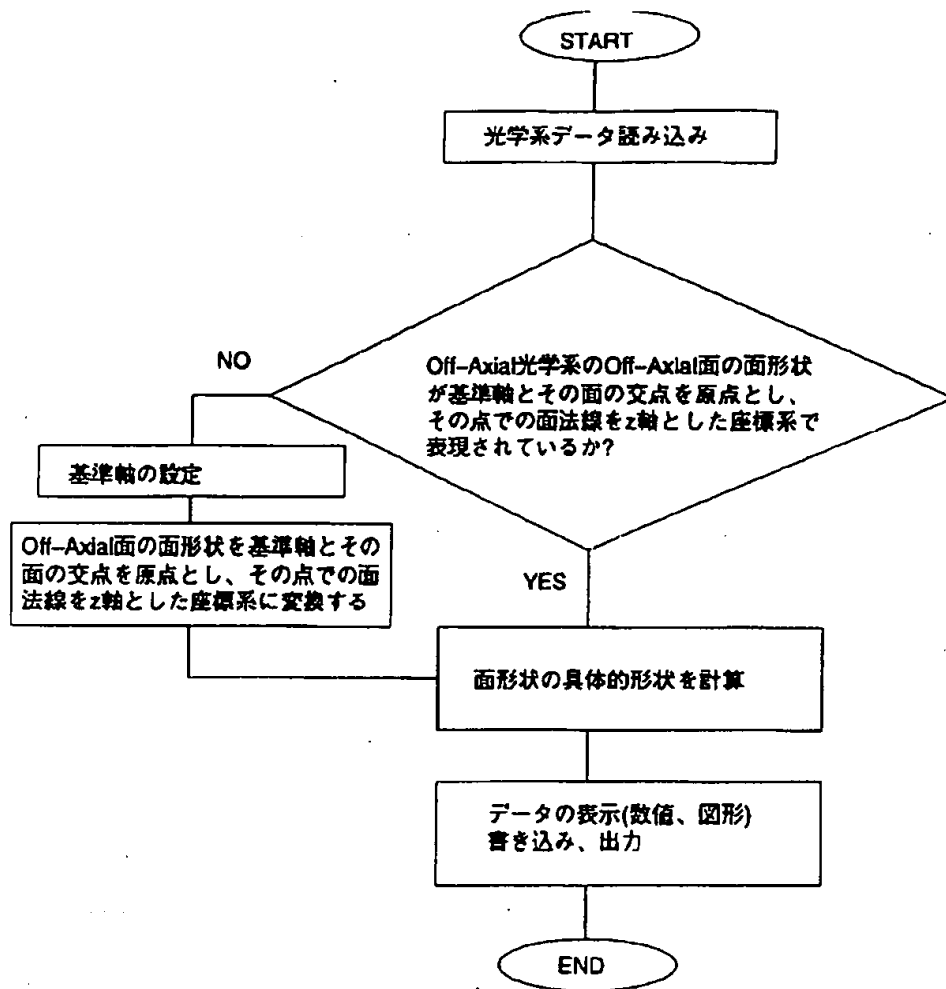 START
光学系データ読み込み
Off-Axial光学系のOff-Axial面の面形状
が基準軸とその面の交点を原点とし、
その点での面法線をz軸とした座標系で
表現されているか?
NO
基準軸の設定
Off-Axial面の面形状を基準軸とその
面の交点を原点とし、その点での面
法線をz軸とした座標系に変換する
YES
面形状の具体的形状を計算
データの表示(数値、図形)
書き込み、出力
END